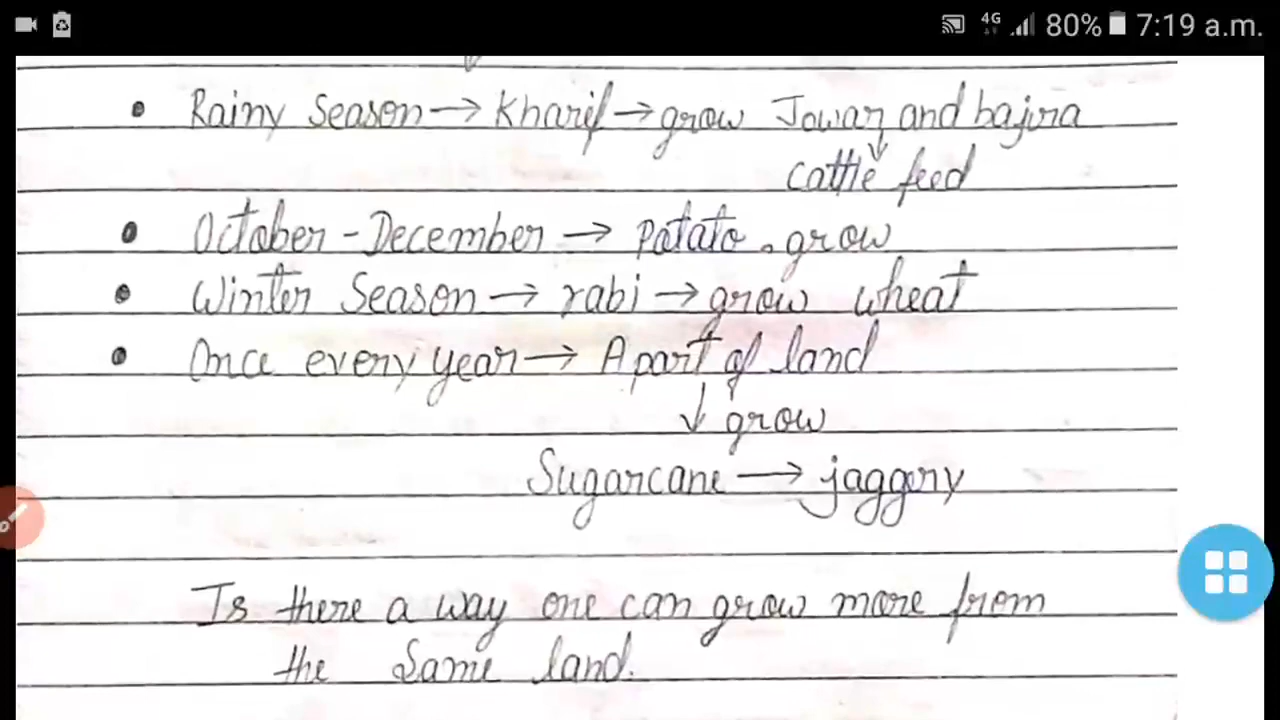 4G 80% 7:19 a.m.
• Rainy Season → Kharif → grow Jowar and bajra
↓
cattle feed
• October - December → Patato . grow
• Winter Season → rabi → grow wheat
• Once every year → A part of land
↓ grow
Sugarcane → jaggery
Is there a way one can grow more from
the Same land.